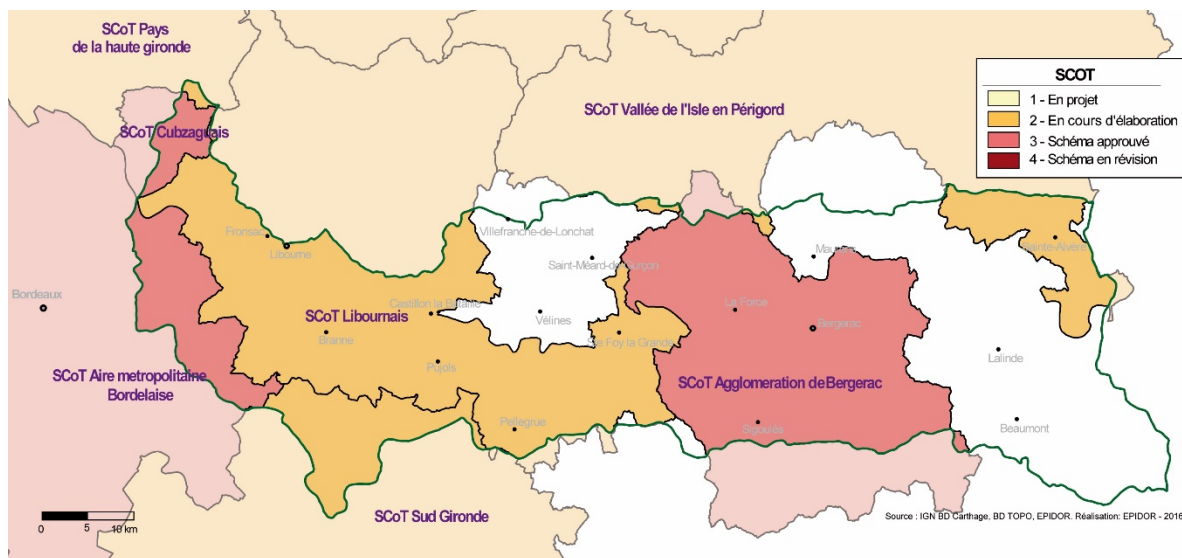 SCoT Pays
de la haute gironde
SCOT
1 - En projet
2 - En cours d'élaboration
3 - Schéma approuvé
4 - Schéma en révision
SCoT Vallée de l'Isle en Périgord
SCoT Cubzaguais
Villefranche-de-Lonchat
Fronsac
Libourne
Sainte-Alvère
Saint-Méard-de-Gurçon
Bordeaux
Castillon la Bataille
La Force
SCoT Libournais
Vélines
Bergerac
Branne
Ste Foy la Grande
Lalinde
Pujols
SCoT Aire metropolitaine
Bordelaise
SCoT Agglomeration de Bergerac
Pellegrue
Sigoulès
Beaumont
0 5 10 km
SCoT Sud Gironde
Source : IGN BD Carthage, BD TOPO, EPIDOR. Réalisation: EPIDOR - 2016